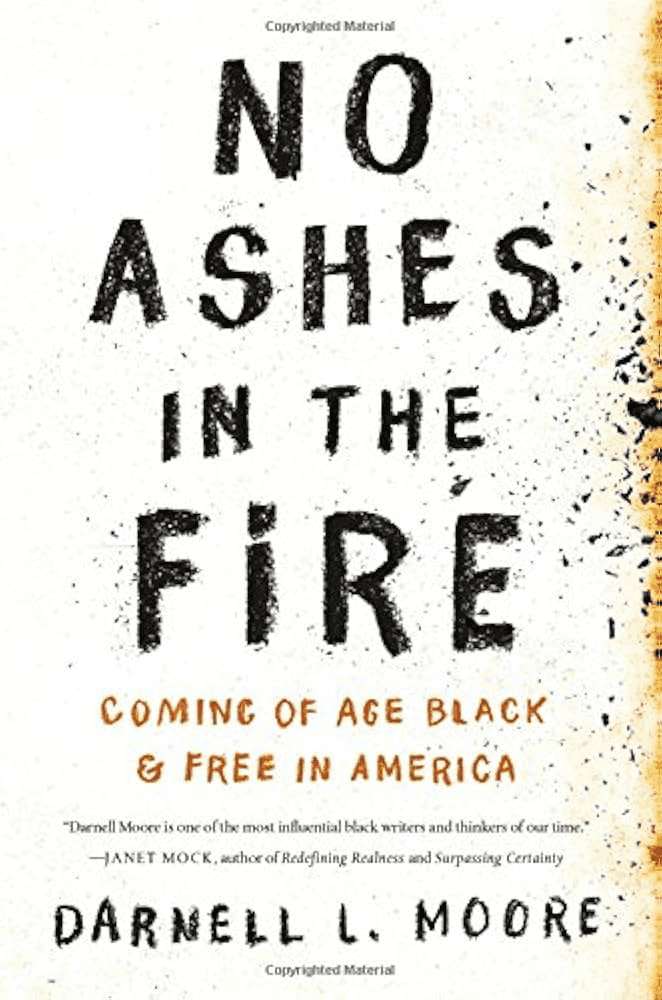 Copyrighted Material
NO
ASHES
IN THE
FIRE
COMING OF AGE BLACK
& FREE IN AMERICA
"Darnell Moore is one of the most influential black writers and thinkers of our time."
—JANET MOCK, author of Redefining Realness and Surpassing Certainty
DARNELL L. MOORE
Copyrighted Material